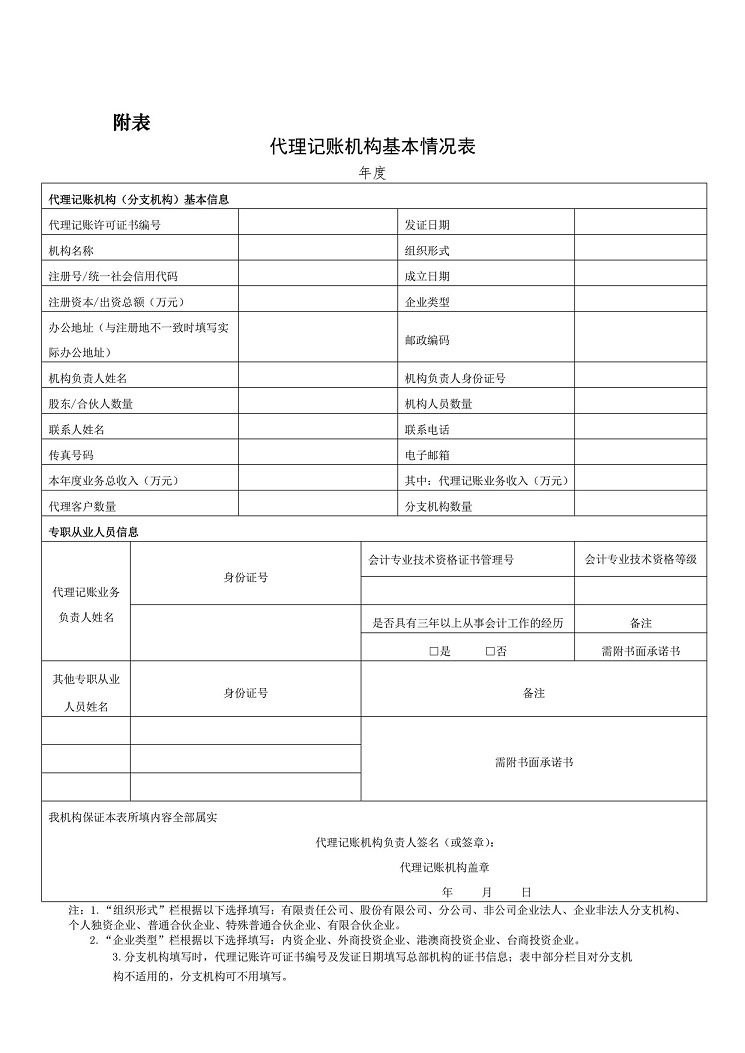 附表
代理记账机构基本情况表
年度
代理记账机构（分支机构）基本信息
代理记账许可证书编号 发证日期
机构名称 组织形式
注册号/统一社会信用代码 成立日期
注册资本/出资总额（万元） 企业类型
办公地址（与注册地不一致时填写实
际办公地址） 邮政编码
机构负责人姓名 机构负责人身份证号
股东/合伙人数量 机构人员数量
联系人姓名 联系电话
传真号码 电子邮箱
本年度业务总收入（万元） 其中：代理记账业务收入（万元）
代理客户数量 分支机构数量
专职从业人员信息
代理记账业务
负责人姓名
身份证号
会计专业技术资格证书管理号 会计专业技术资格等级
是否具有三年以上从事会计工作的经历 备注
□是 □否 需附书面承诺书
其他专职从业
人员姓名
身份证号 备注
需附书面承诺书
我机构保证本表所填内容全部属实
代理记账机构负责人签名（或签章）：
代理记账机构盖章
年 月 日
注：1.“组织形式”栏根据以下选择填写：有限责任公司、股份有限公司、分公司、非公司企业法人、企业非法人分支机构、
个人独资企业、普通合伙企业、特殊普通合伙企业、有限合伙企业。
2.“企业类型”栏根据以下选择填写：内资企业、外商投资企业、港澳商投资企业、台商投资企业。
3.分支机构填写时，代理记账许可证书编号及发证日期填写总部机构的证书信息；表中部分栏目对分支机
构不适用的，分支机构可不用填写。